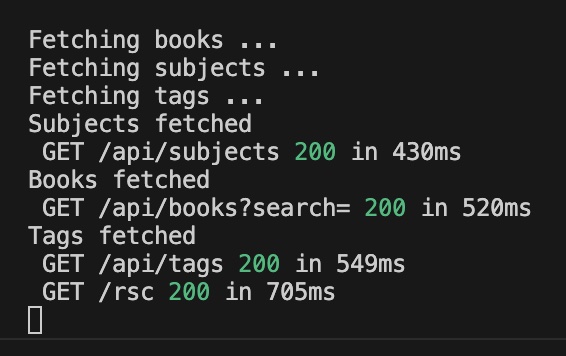 Fetching books ...
Fetching subjects ...
Fetching tags ...
Subjects fetched
GET /api/subjects 200 in 430ms
Books fetched
GET /api/books?search= 200 in 520ms
Tags fetched
GET /api/tags 200 in 549ms
GET /rsc 200 in 705ms